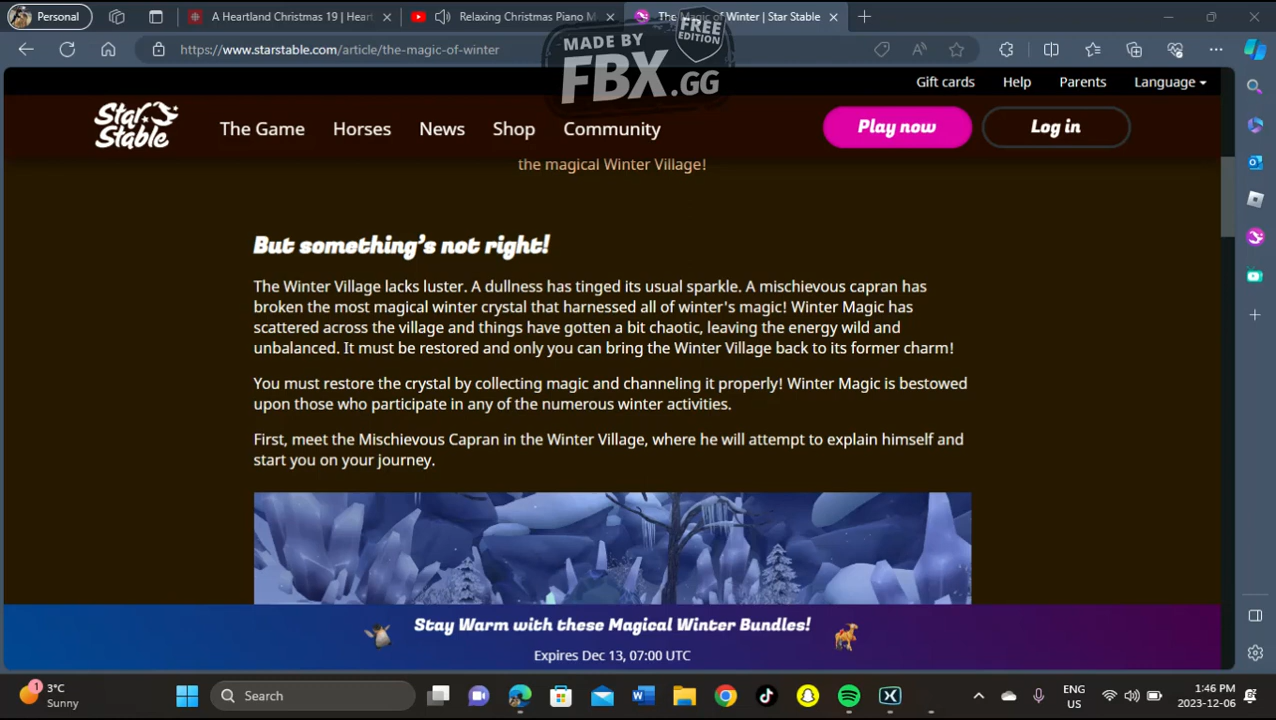 Personal
A Heartland Christmas 19 | Heart
Relaxing Christmas Piano M
The Magic of Winter | Star Stable
https://www.starstable.com/article/the-magic-of-winter
MADE BY
FBX.GG
FREE
EDITION
Gift cards
Help
Parents
Language
Star
Stable
The Game
Horses
News
Shop
Community
Play now
Log in
the magical Winter Village!
But something's not right!
The Winter Village lacks luster. A dullness has tinged its usual sparkle. A mischievous capran has
broken the most magical winter crystal that harnessed all of winter's magic! Winter Magic has
scattered across the village and things have gotten a bit chaotic, leaving the energy wild and
unbalanced. It must be restored and only you can bring the Winter Village back to its former charm!
You must restore the crystal by collecting magic and channeling it properly! Winter Magic is bestowed
upon those who participate in any of the numerous winter activities.
First, meet the Mischievous Capran in the Winter Village, where he will attempt to explain himself and
start you on your journey.
Stay Warm with these Magical Winter Bundles!
Expires Dec 13, 07:00 UTC
1
3°C
Sunny
Search
ENG
US
1:46 PM
2023-12-06